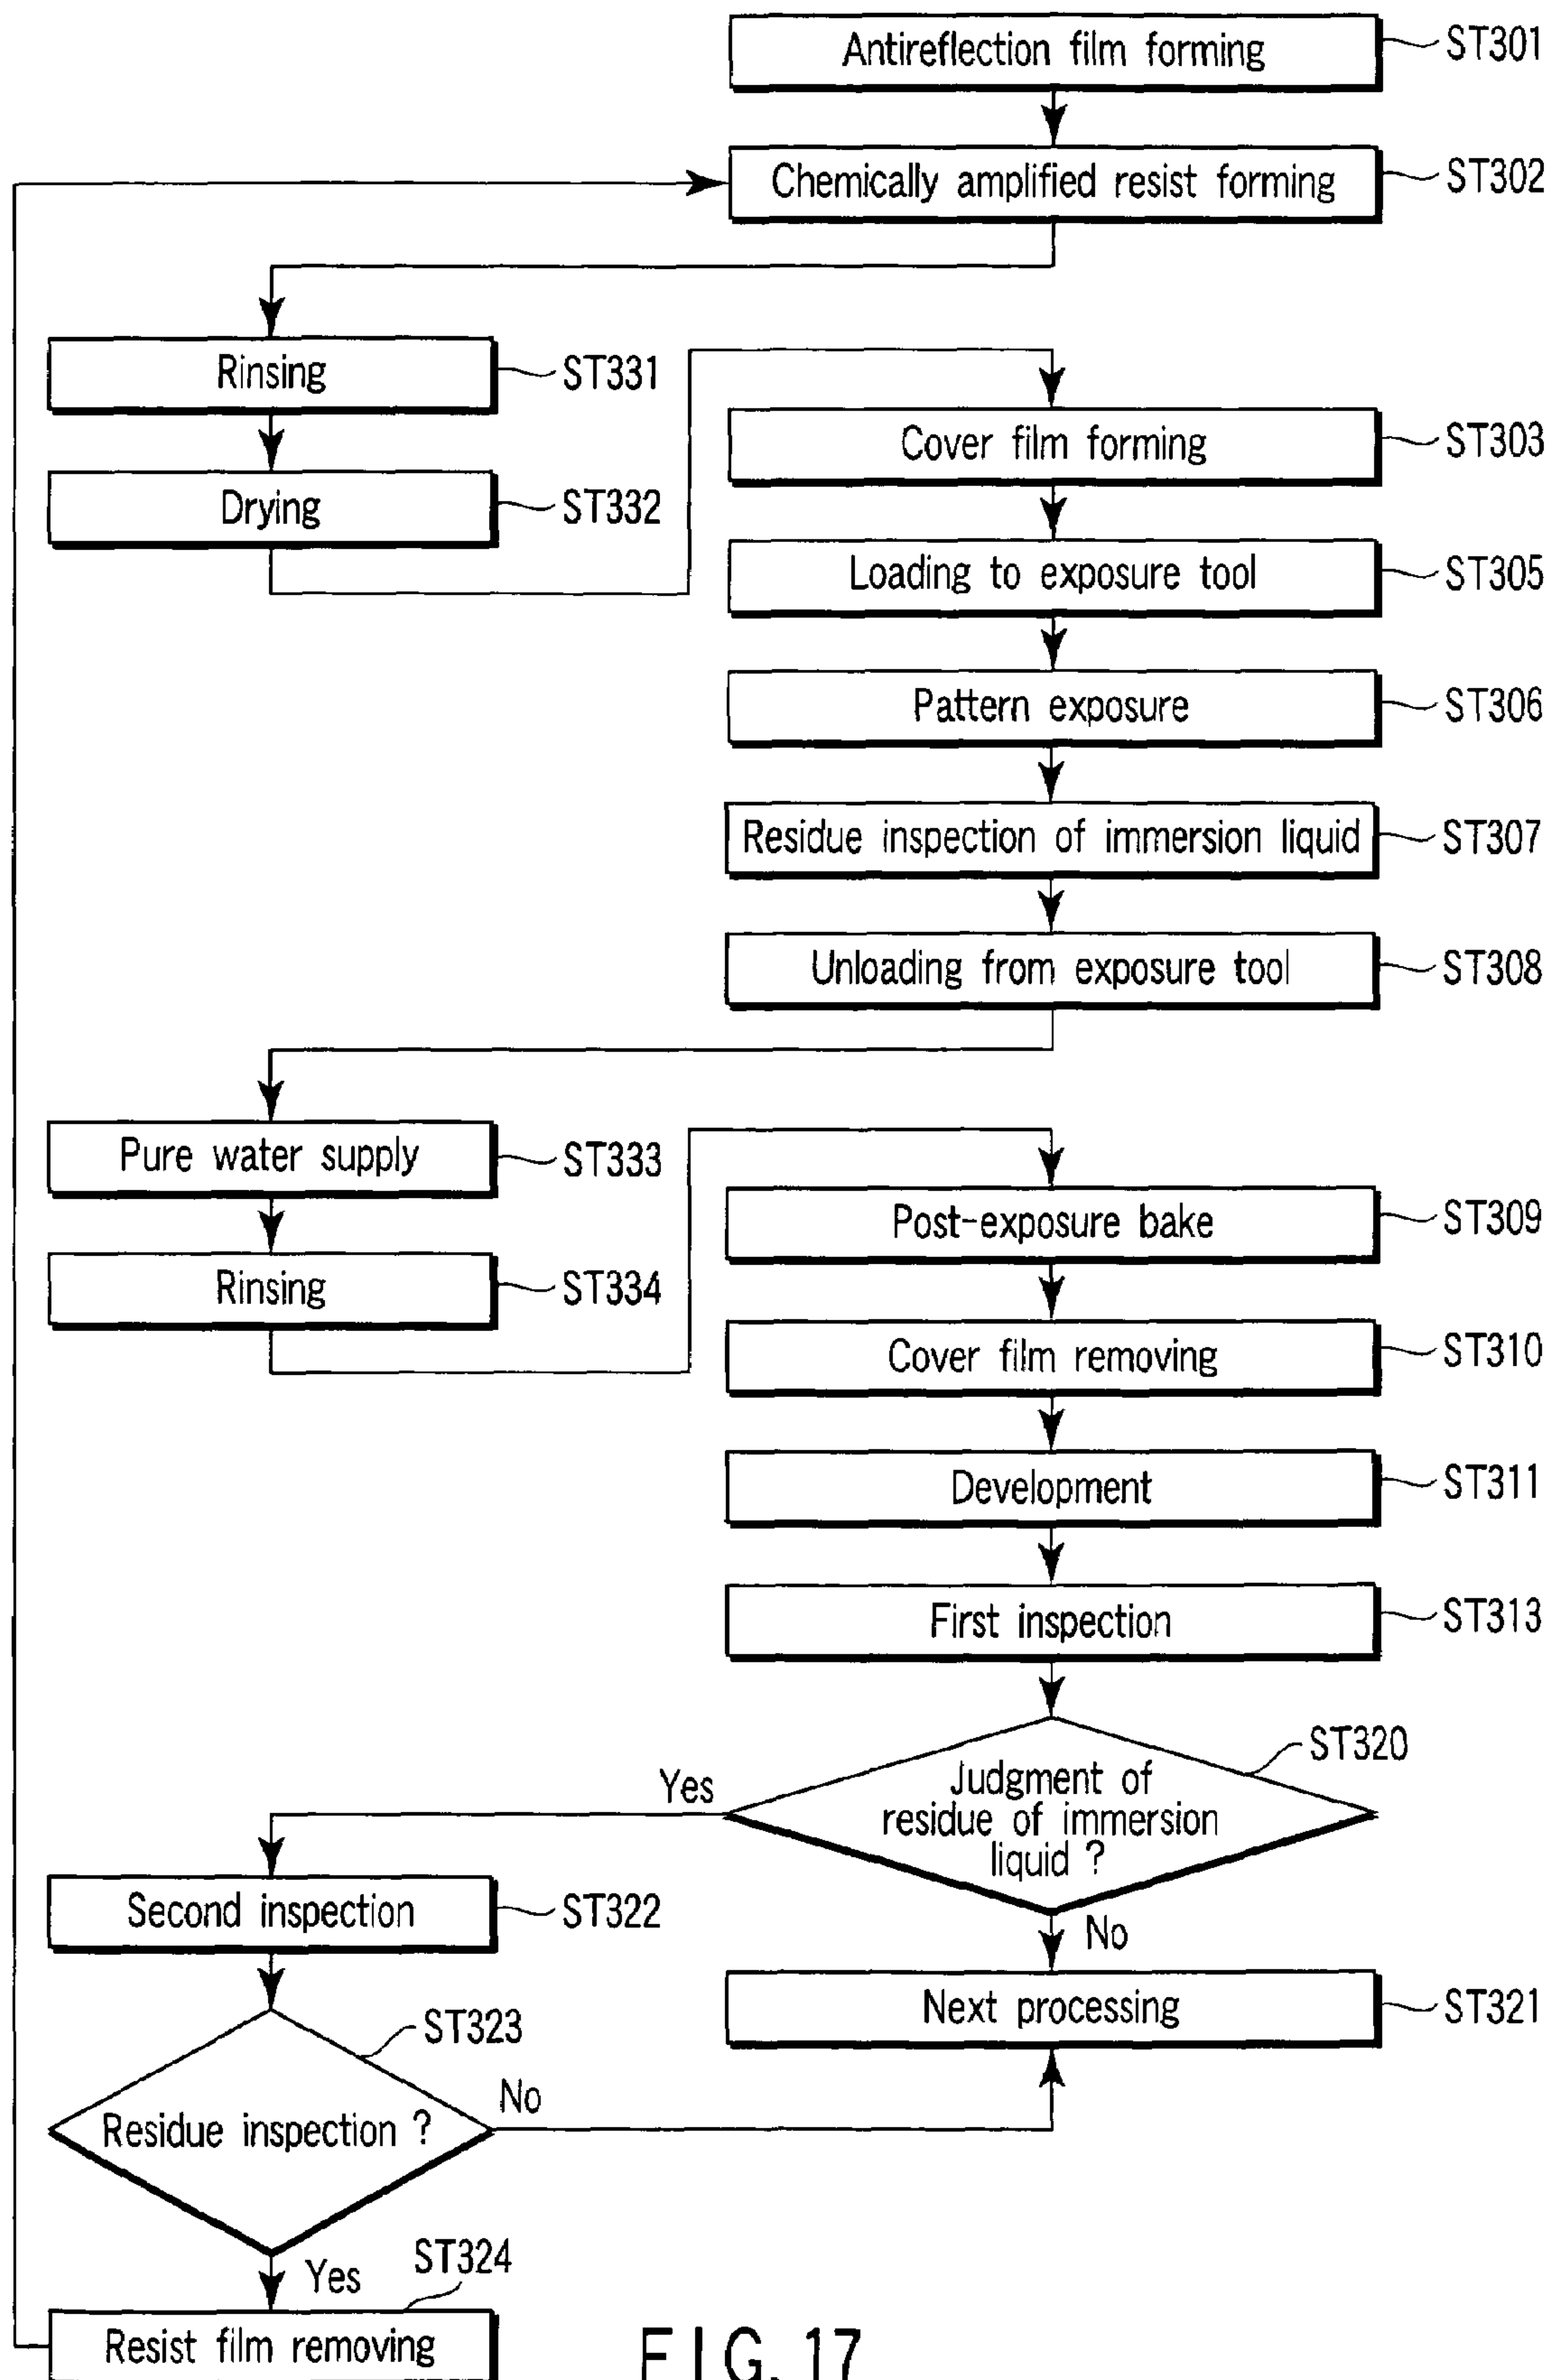 Antireflection film forming
ST301
Chemically amplified resist forming
ST302
Rinsing
ST331
Drying
ST332
Cover film forming
ST303
Loading to exposure tool
ST305
Pattern exposure
ST306
Residue inspection of immersion liquid
ST307
Unloading from exposure tool
ST308
Pure water supply
ST333
Rinsing
ST334
Post-exposure bake
ST309
Cover film removing
ST310
Development
ST311
First inspection
ST313
Judgment of
residue of immersion
liquid ?
ST320
Yes
No
Second inspection
ST322
Next processing
ST321
Residue inspection ?
ST323
No
Yes
Resist film removing
ST324
FIG. 17